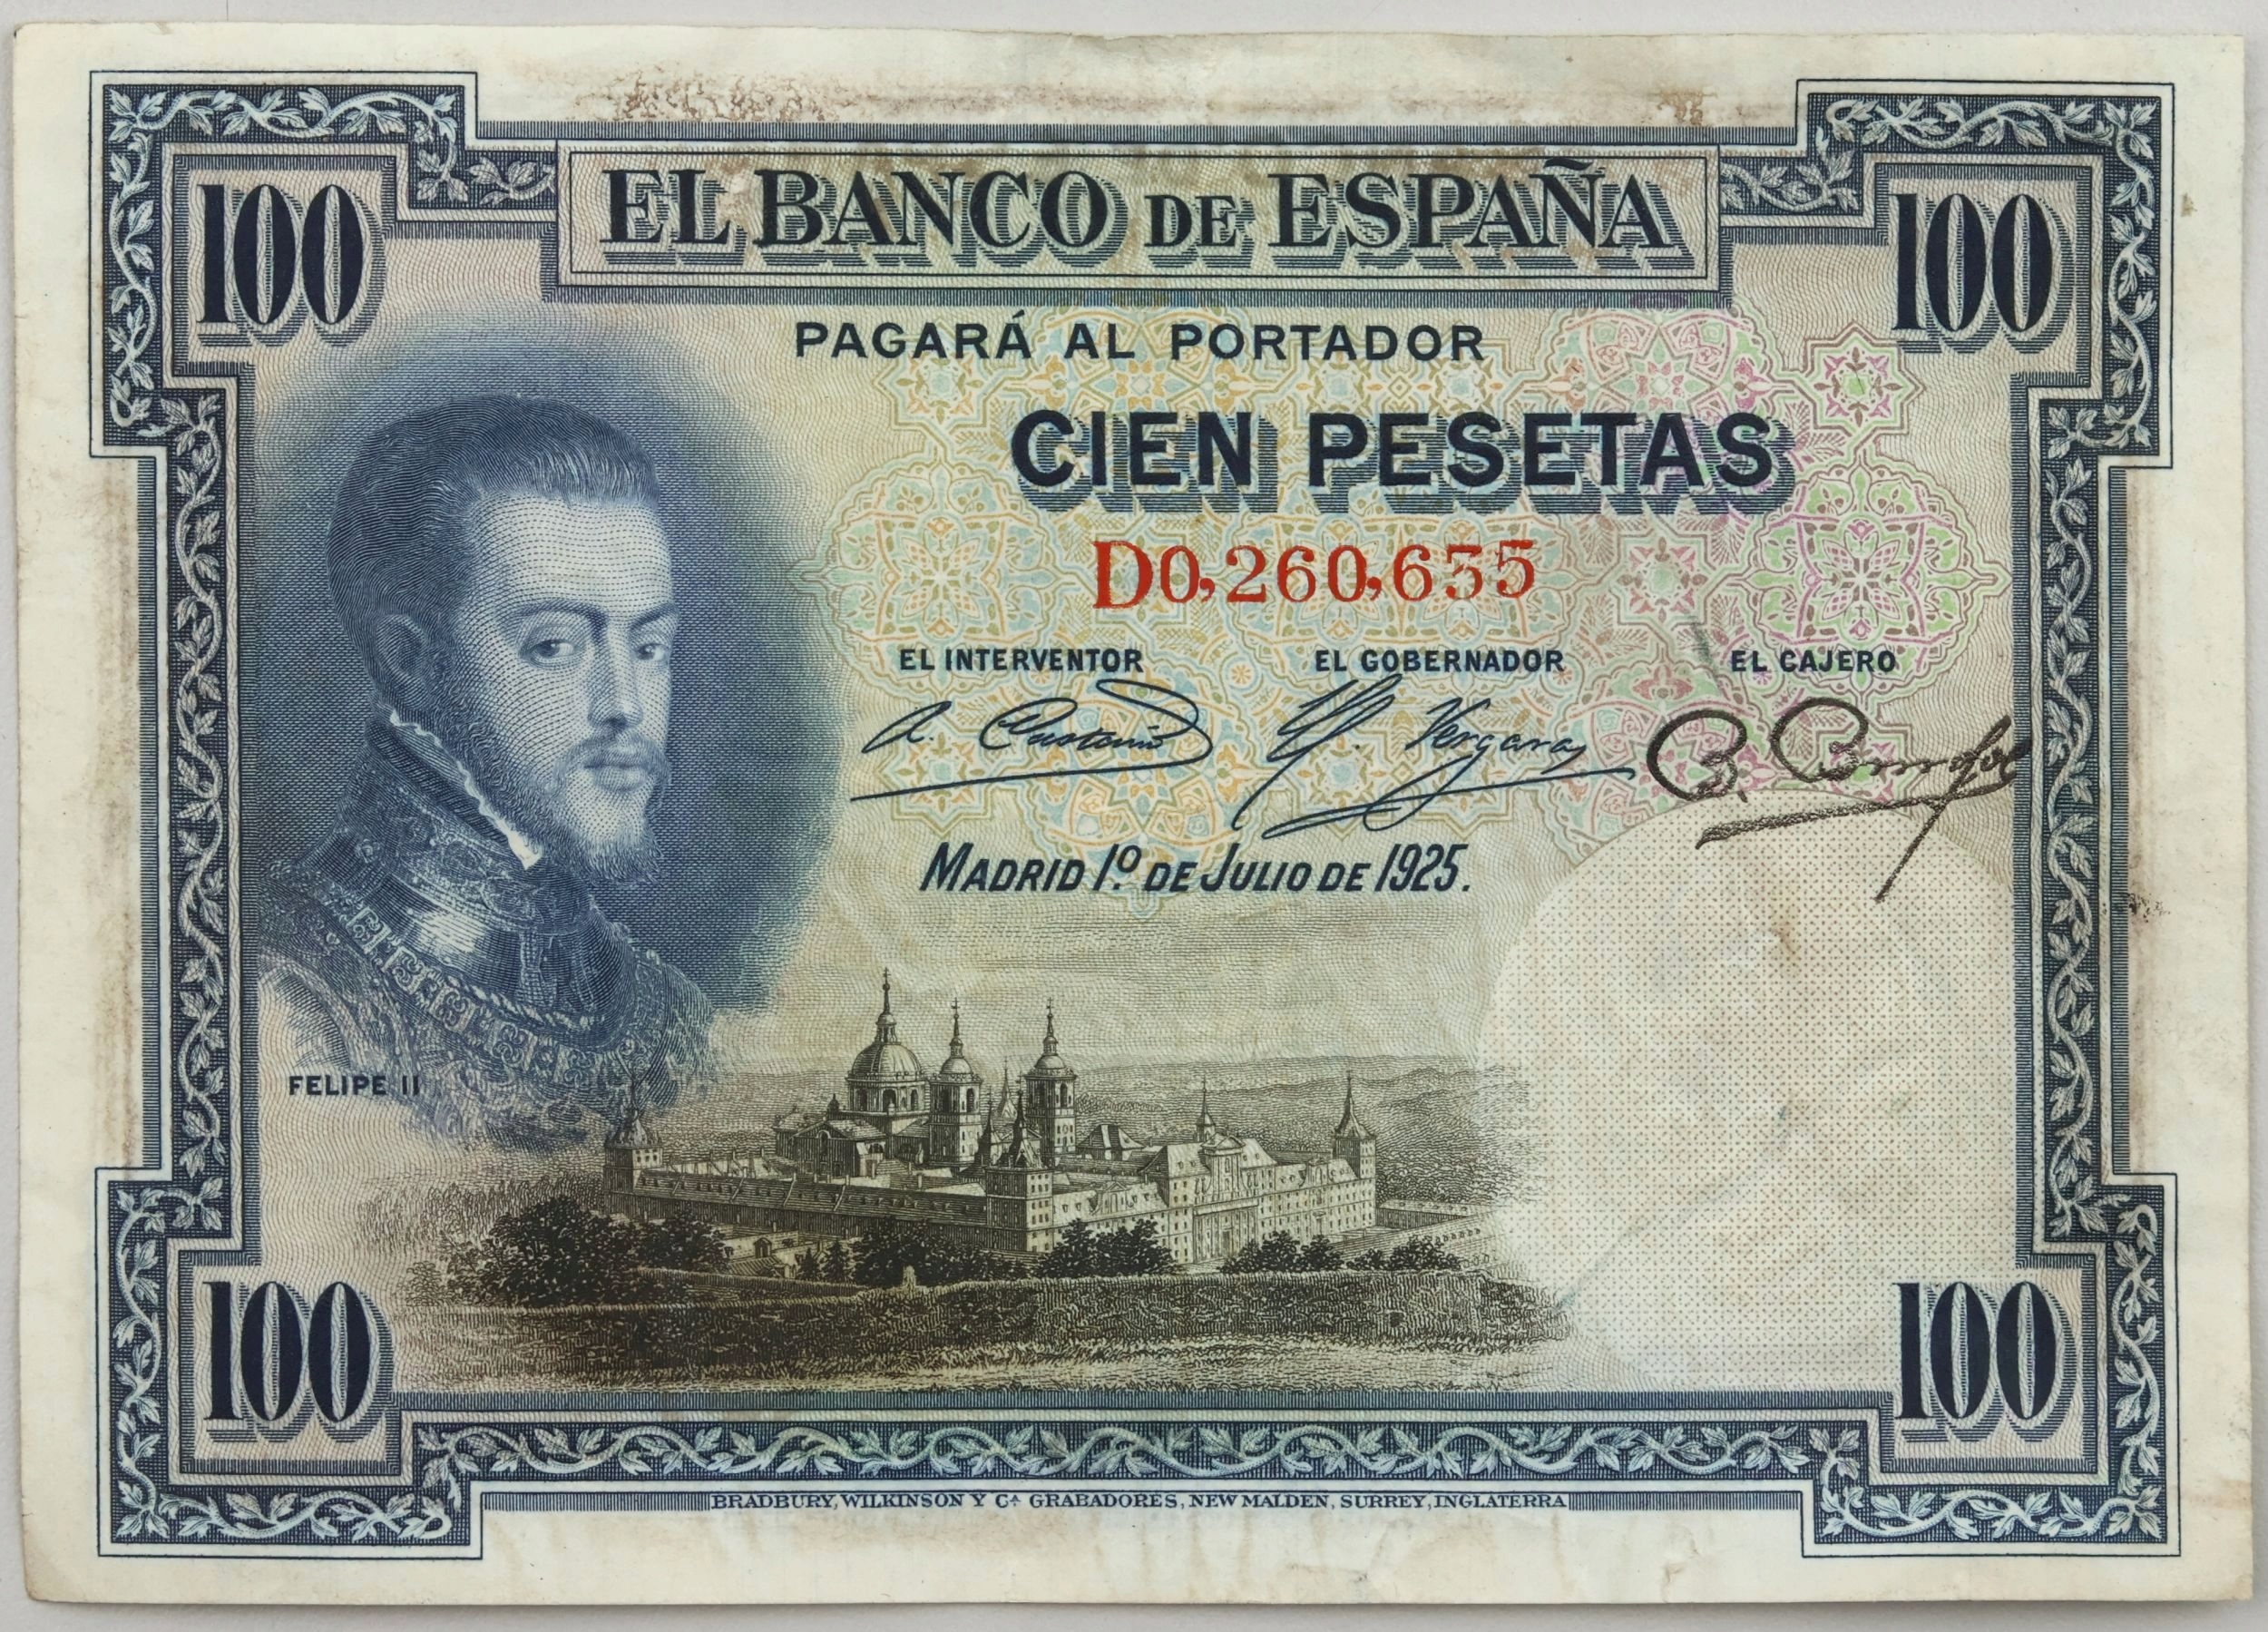 100 EL BANCO DE ESPAÑA 100
PAGARÁ AL PORTADOR
CIEN PESETAS
D0,260,635
EL INTERVENTOR EL GOBERNADOR EL CAJERO
A. Vergara B.
MADRID 1º DE JULIO DE 1925.
FELIPE II
100 100
BRADBURY, WILKINSON Y Cª GRABADORES, NEW MALDEN, SURREY, INGLATERRA